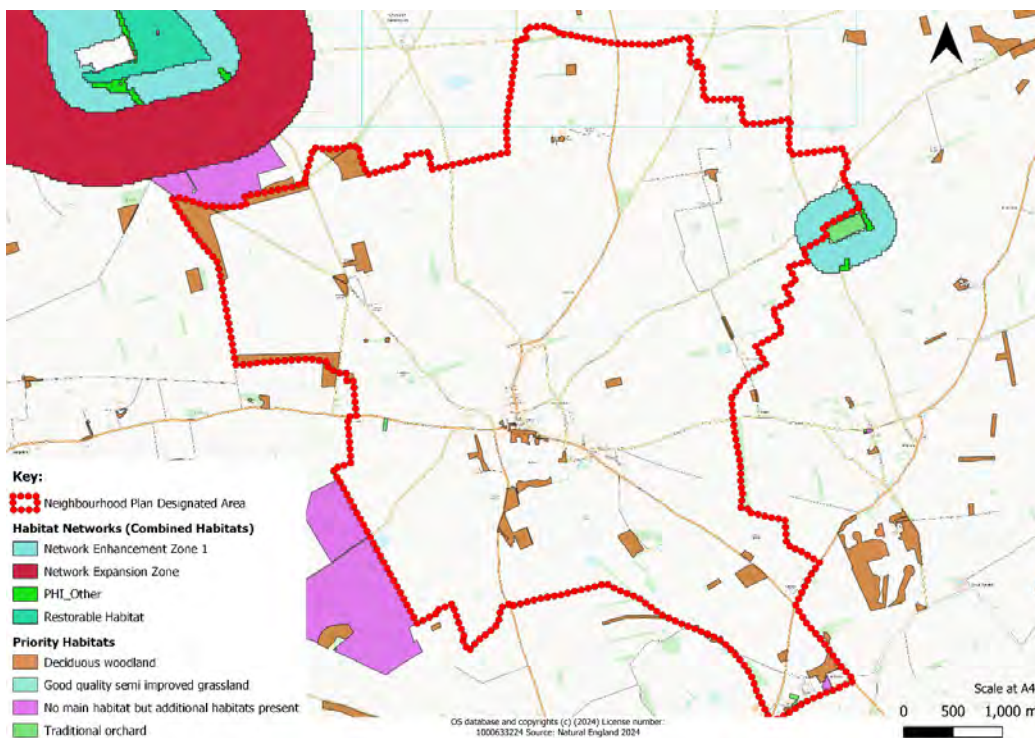 Key:
Neighbourhood Plan Designated Area
Habitat Networks (Combined Habitats)
Network Enhancement Zone 1
Network Expansion Zone
PHI_Other
Restorable Habitat
Priority Habitats
Deciduous woodland
Good quality semi improved grassland
No main habitat but additional habitats present
Traditional orchard
OS database and copyrights (c) (2024) License number:
1000633224 Source: Natural England 2024
Scale at A4
0 500 1,000 m